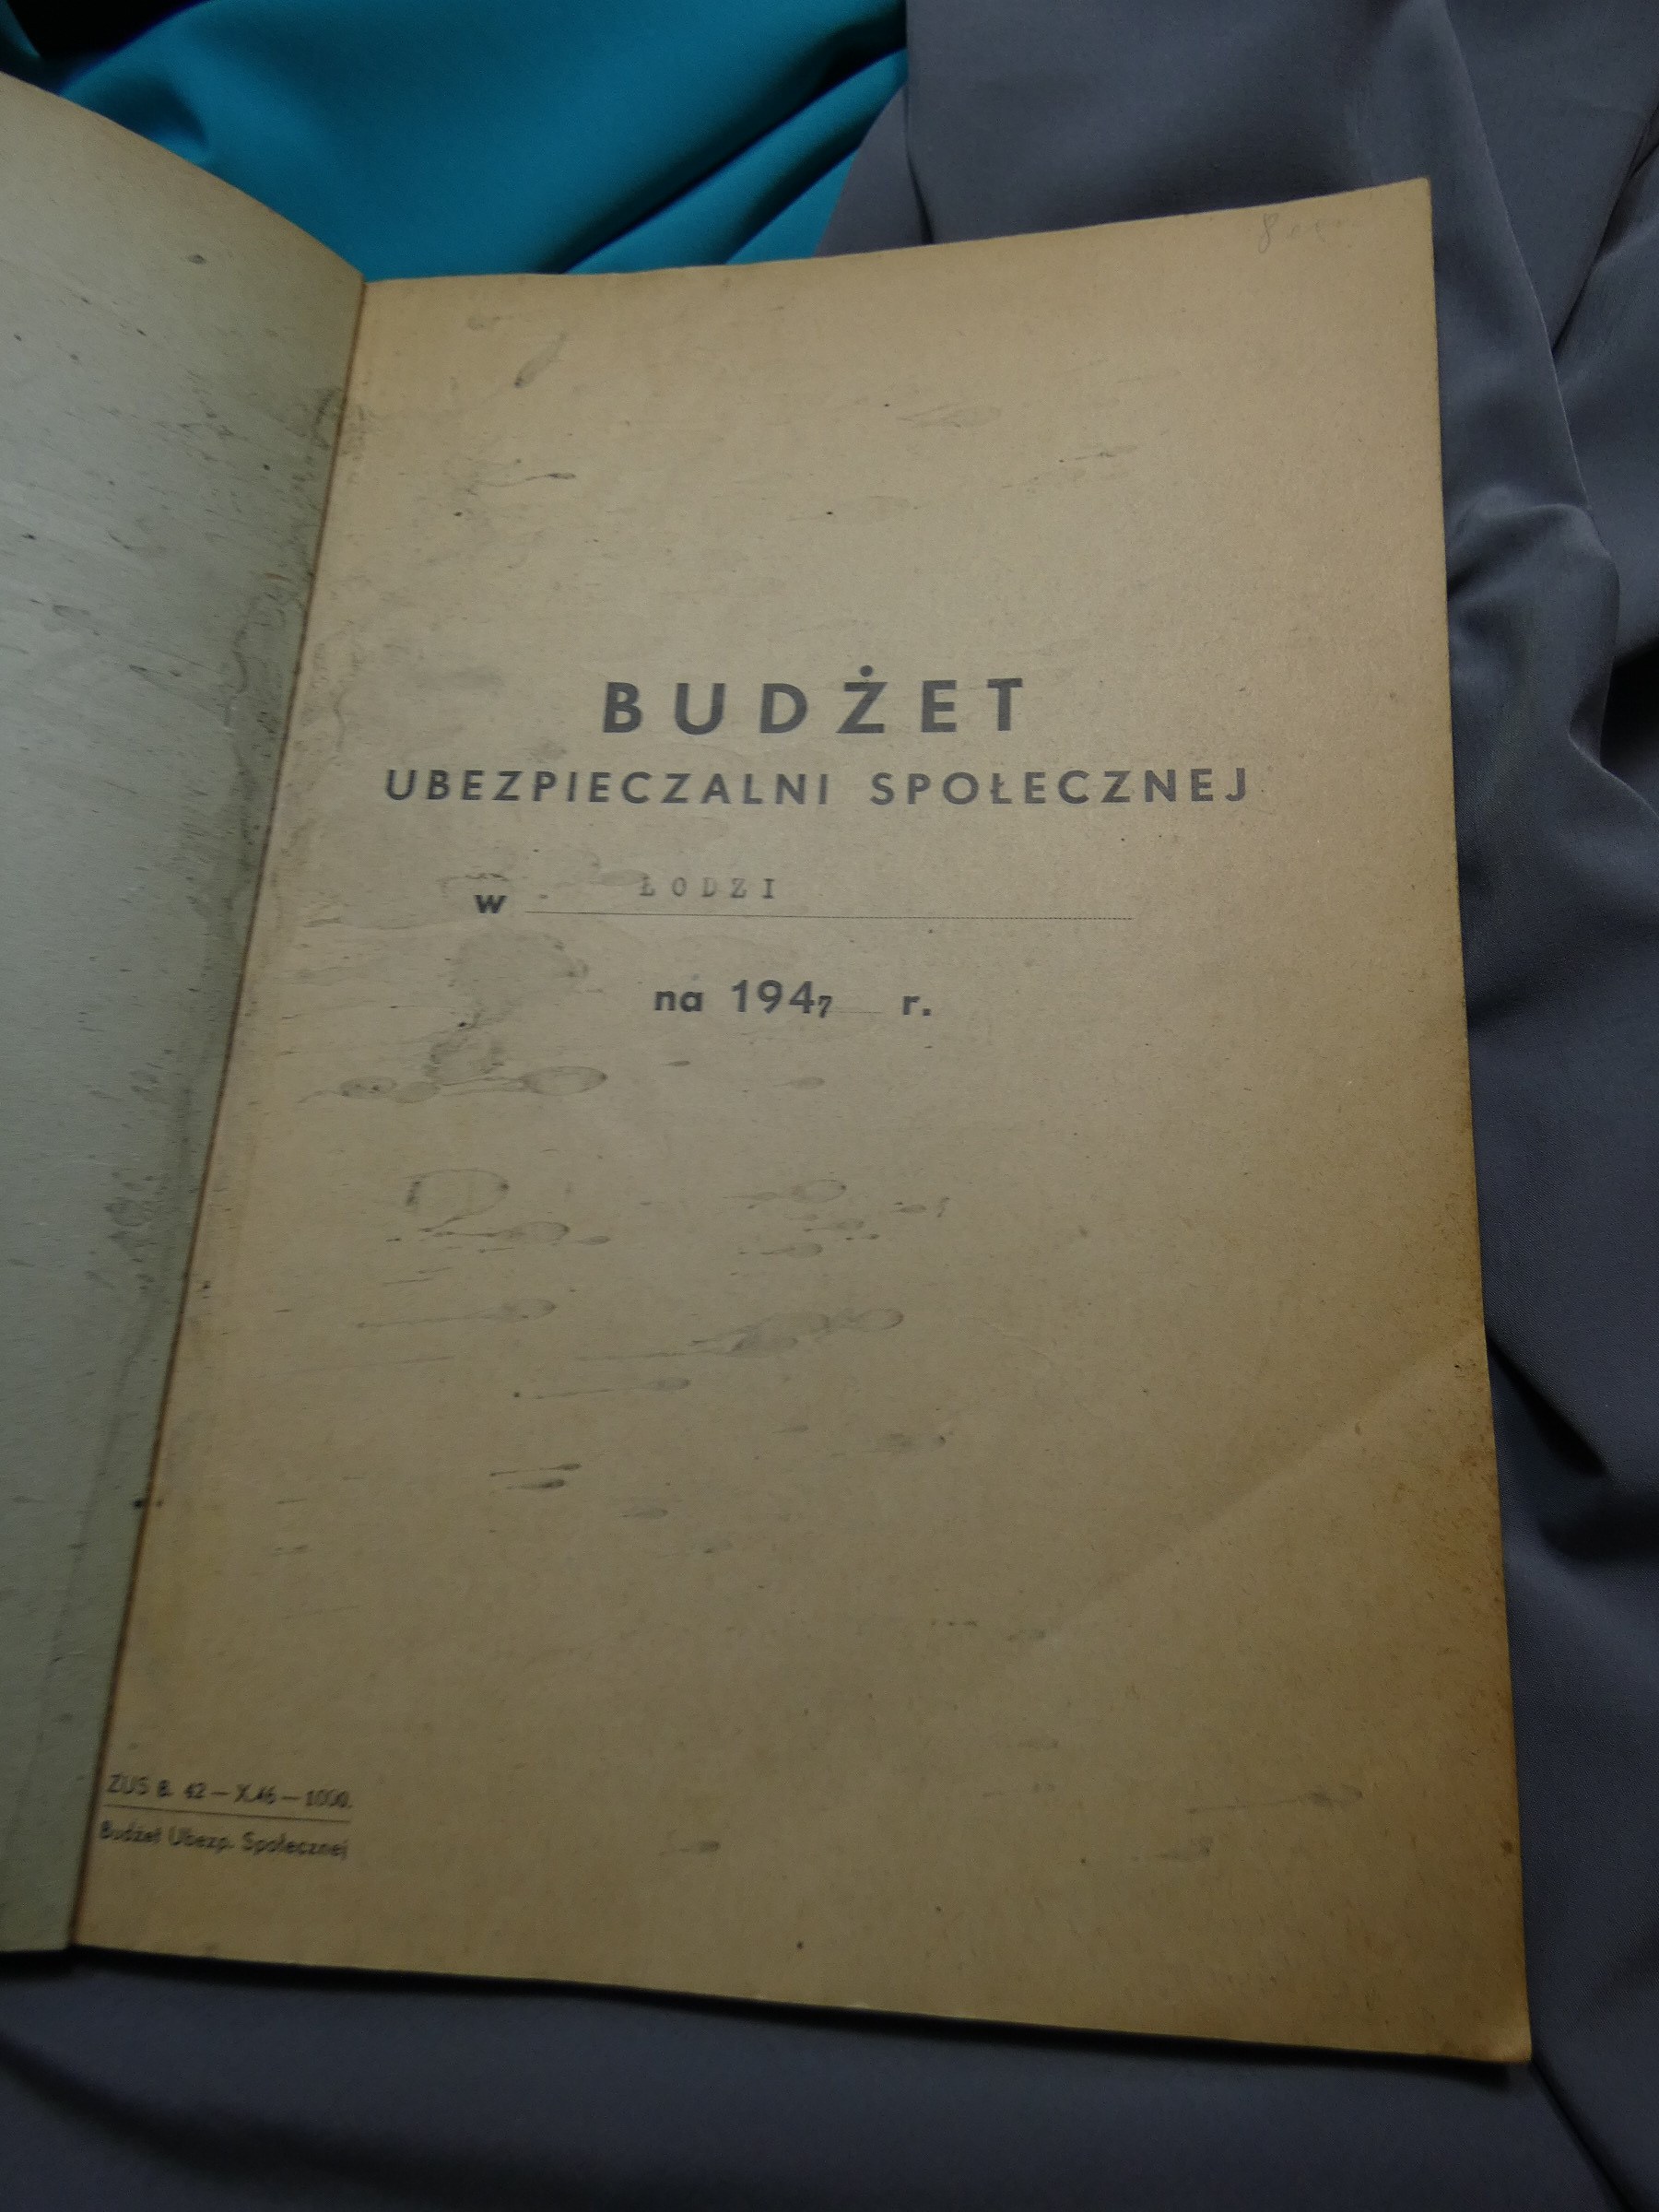 BUDŻET
UBEZPIECZALNI SPOŁECZNEJ
w ŁODZI
na 1947 r.
ZUS B. 42 — X.46 — 1000.
Budżet Ubezp. Społecznej